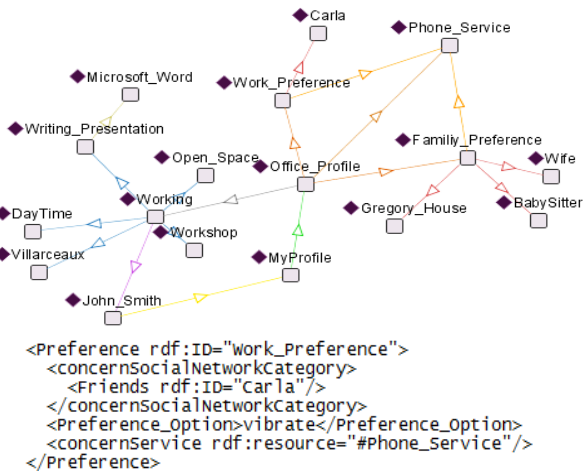 Carla
Phone_Service
Microsoft_Word
Work_Preference
Writing_Presentation
Open_Space
Office_Profile
Familiy_Preference
Wife
Working
DayTime
Gregory_House
BabySitter
Workshop
Villarceaux
MyProfile
John_Smith
<Preference rdf:ID="Work_Preference">
<concernSocialNetworkCategory>
<Friends rdf:ID="Carla"/>
</concernSocialNetworkCategory>
<Preference_Option>vibrate</Preference_Option>
<concernService rdf:resource="#Phone_Service"/>
</Preference>